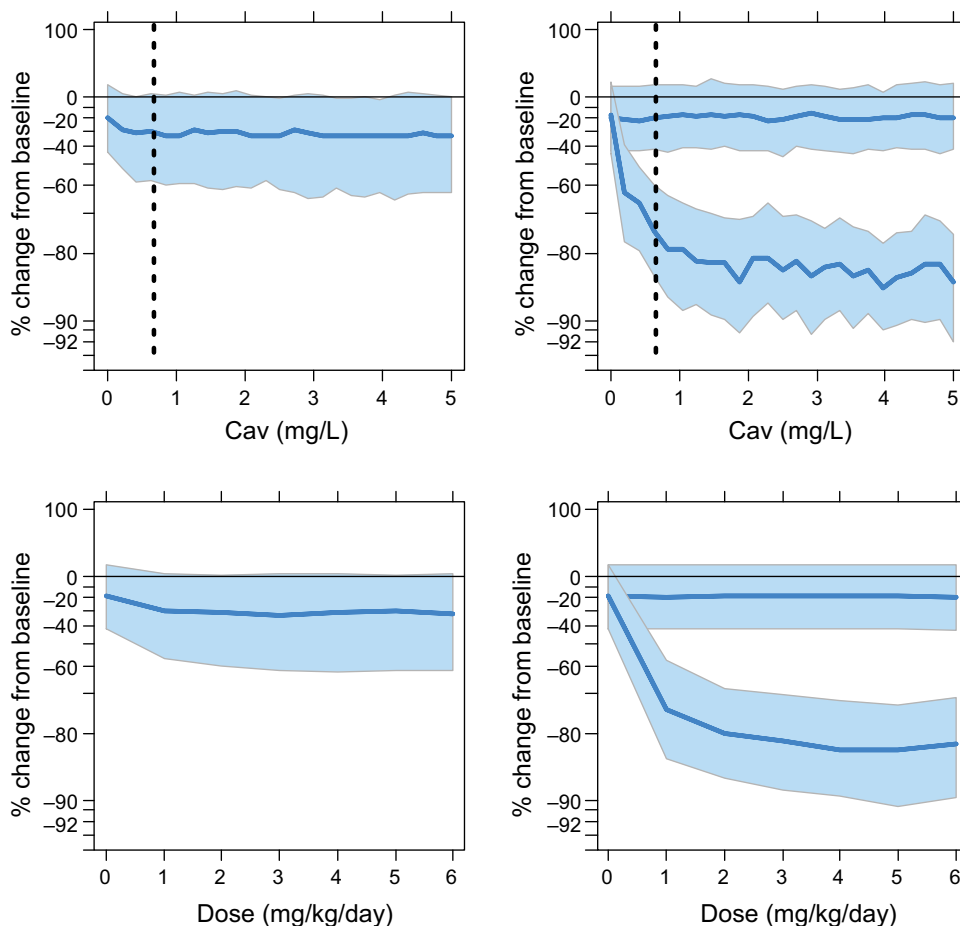 % change from baseline
100
0
–20
–40
–60
–80
–90
–92
0 1 2 3 4 5
Cav (mg/L)
% change from baseline
100
0
–20
–40
–60
–80
–90
–92
0 1 2 3 4 5
Cav (mg/L)
% change from baseline
100
0
–20
–40
–60
–80
–90
–92
0 1 2 3 4 5 6
Dose (mg/kg/day)
% change from baseline
100
0
–20
–40
–60
–80
–90
–92
0 1 2 3 4 5 6
Dose (mg/kg/day)